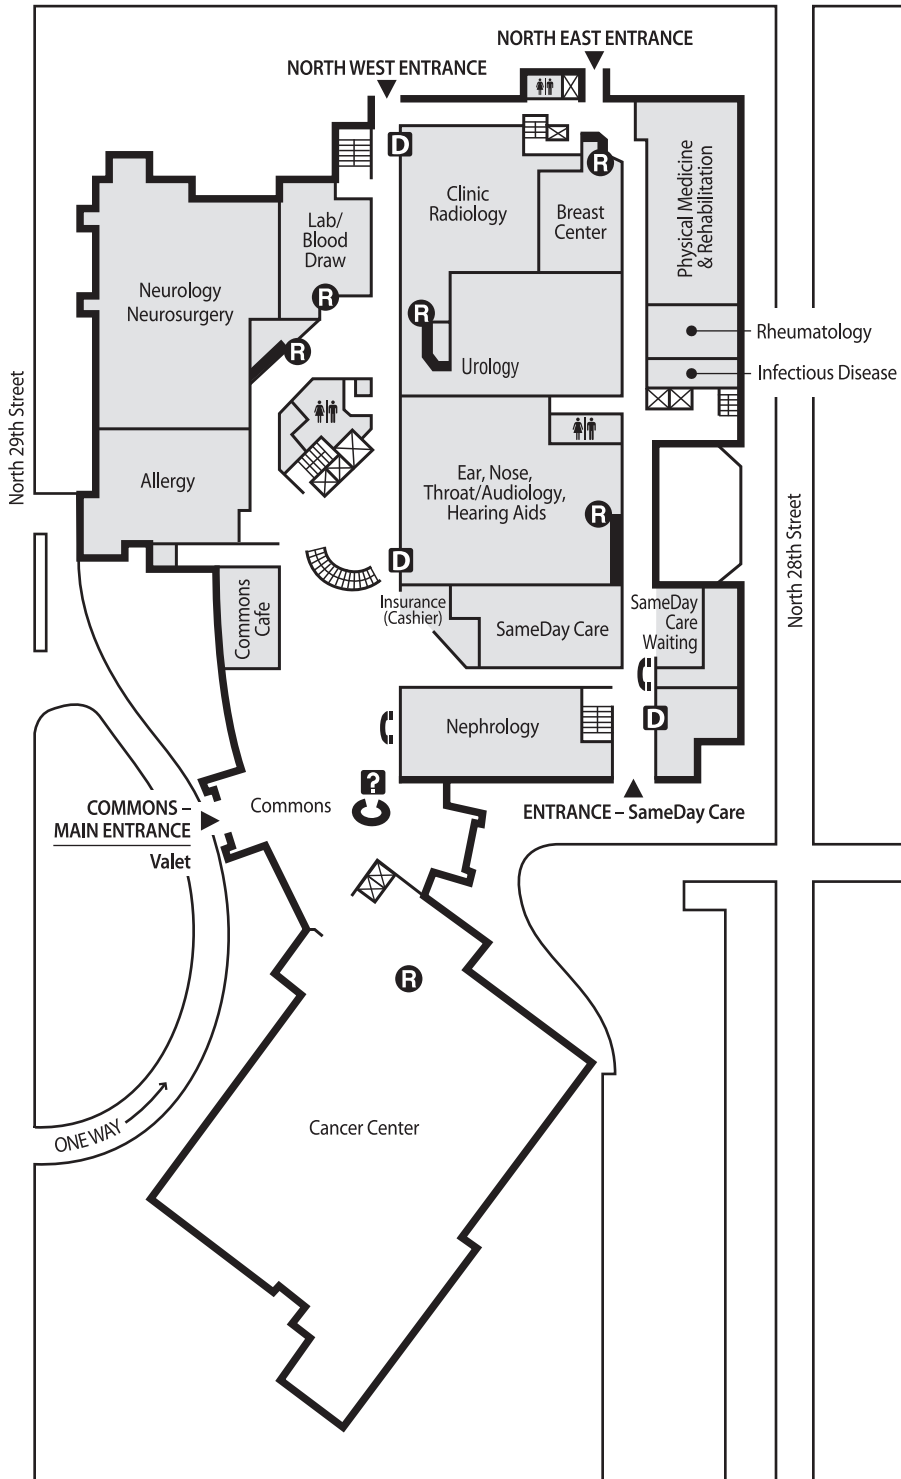 NORTH EAST ENTRANCE
NORTH WEST ENTRANCE
D
R
Clinic
Radiology
Physical Medicine
& Rehabilitation
Lab/
Blood
Draw
Breast
Center
Neurology
Neurosurgery
R
R
R
Rheumatology
Urology
Infectious Disease
North 29th Street
Allergy
Ear, Nose,
Throat/Audiology,
Hearing Aids
R
North 28th Street
D
Commons
Cafe
Insurance
(Cashier)
SameDay Care
SameDay
Care
Waiting
Nephrology
D
?
COMMONS –
MAIN ENTRANCE
Valet
Commons
ENTRANCE – SameDay Care
R
ONE WAY
Cancer Center